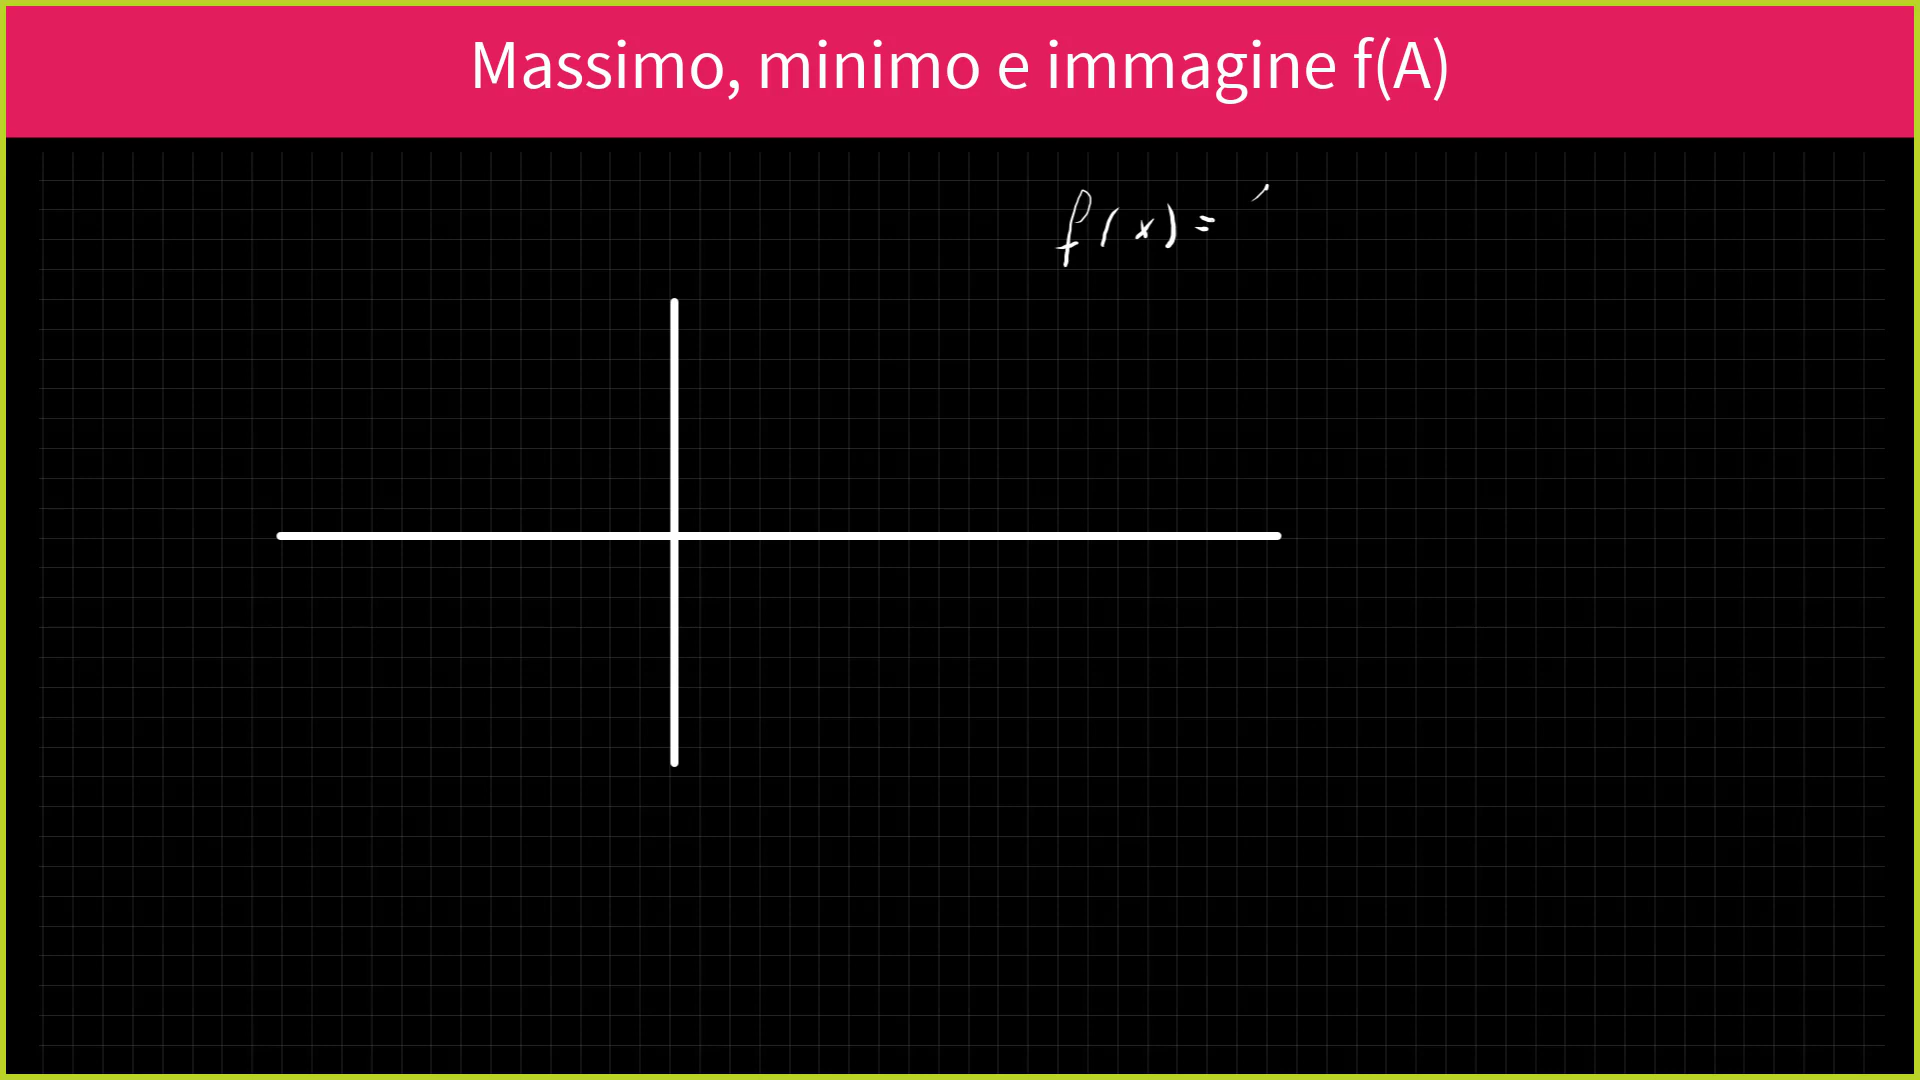 Massimo, minimo e immagine f(A)
f(x)=